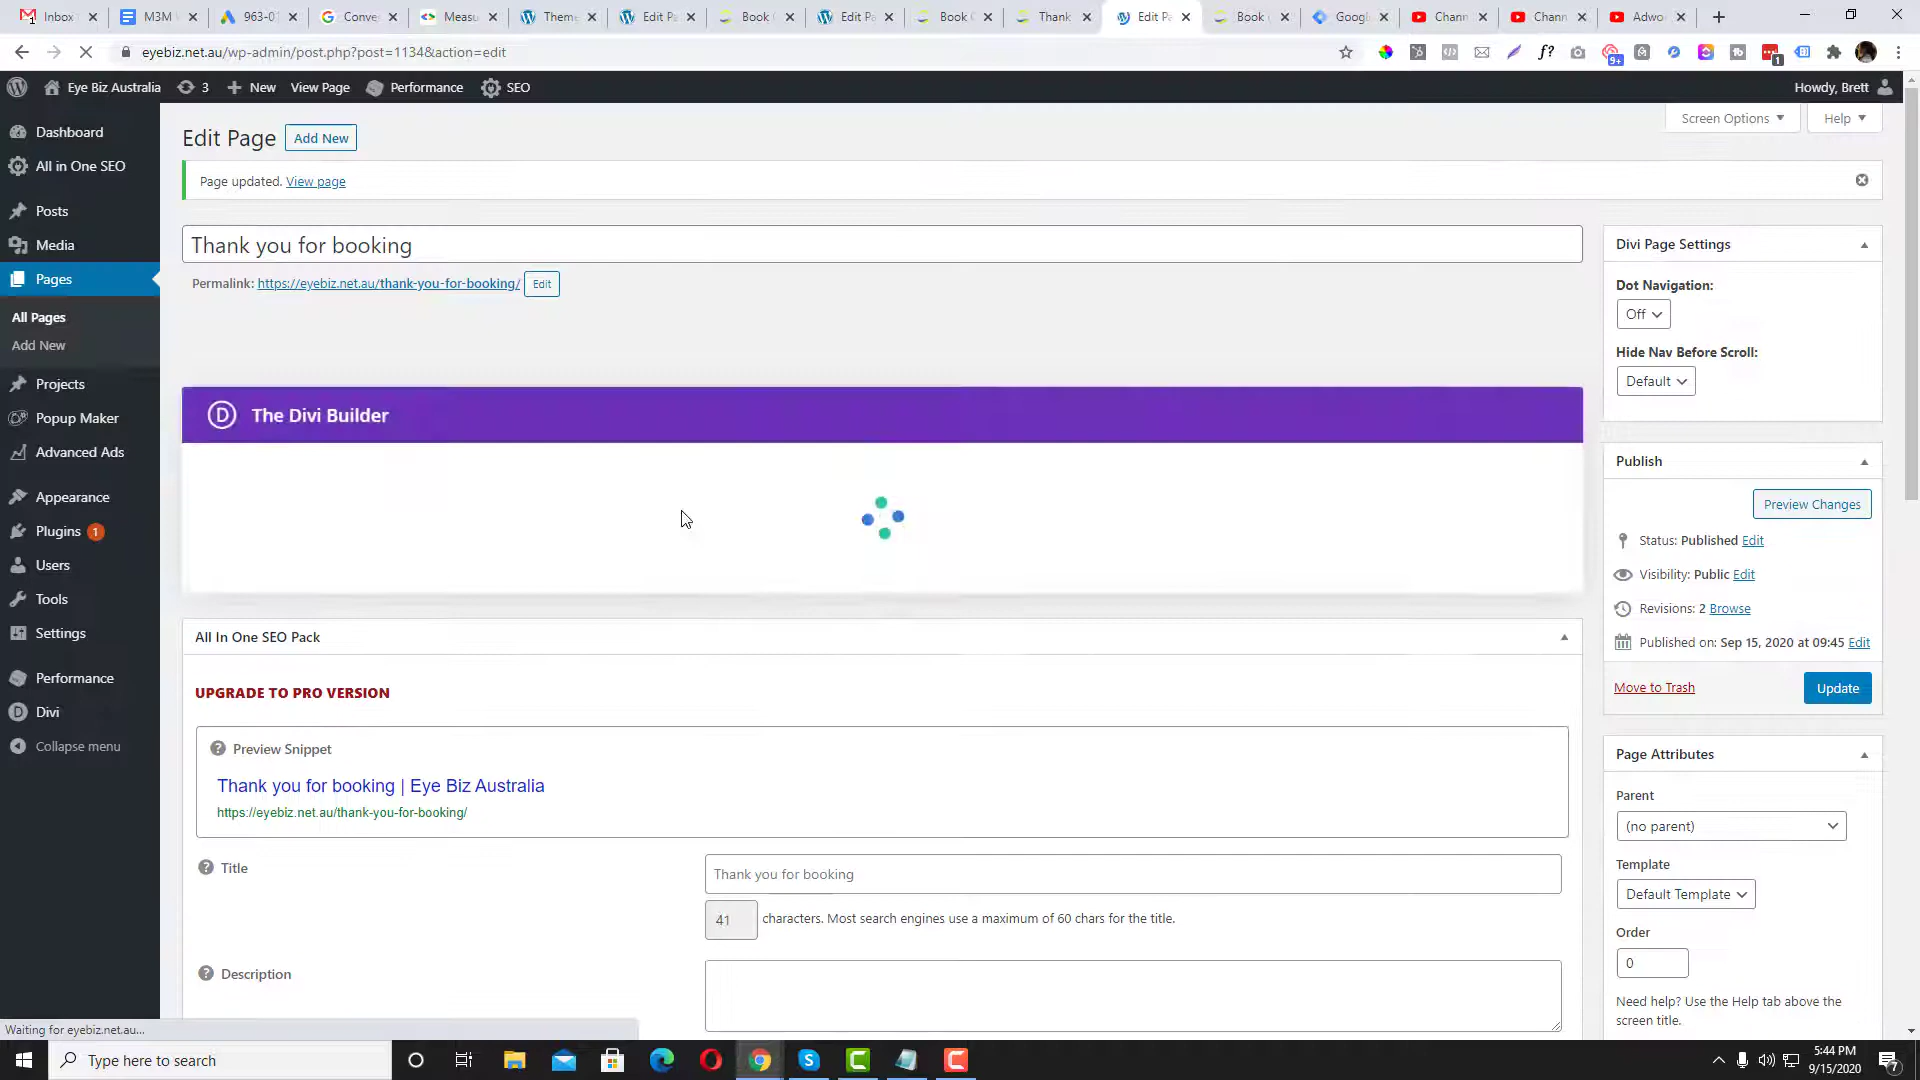 Inbox
M3M
963-0
Conve
Measu
Theme
Edit Pa
Book
Edit Pa
Book
Thank
Edit Pa
Book
Googl
Chann
Chann
Adwo
eyebiz.net.au/wp-admin/post.php?post=1134&action=edit
Eye Biz Australia 3 New View Page Performance SEO Howdy, Brett
Screen Options Help
Dashboard
All in One SEO
Posts
Media
Pages
All Pages
Add New
Projects
Popup Maker
Advanced Ads
Appearance
Plugins 1
Users
Tools
Settings
Performance
Divi
Collapse menu
Edit Page Add New
Page updated. View page
Thank you for booking
Permalink: https://eyebiz.net.au/thank-you-for-booking/ Edit
D The Divi Builder
All In One SEO Pack
UPGRADE TO PRO VERSION
Preview Snippet
Thank you for booking | Eye Biz Australia
https://eyebiz.net.au/thank-you-for-booking/
Title
Thank you for booking
41 characters. Most search engines use a maximum of 60 chars for the title.
Description
Divi Page Settings
Dot Navigation:
Off
Hide Nav Before Scroll:
Default
Publish
Preview Changes
Status: Published Edit
Visibility: Public Edit
Revisions: 2 Browse
Published on: Sep 15, 2020 at 09:45 Edit
Move to Trash Update
Page Attributes
Parent
(no parent)
Template
Default Template
Order
0
Need help? Use the Help tab above the
screen title.
Waiting for eyebiz.net.au...
Type here to search
5:44 PM
9/15/2020
7